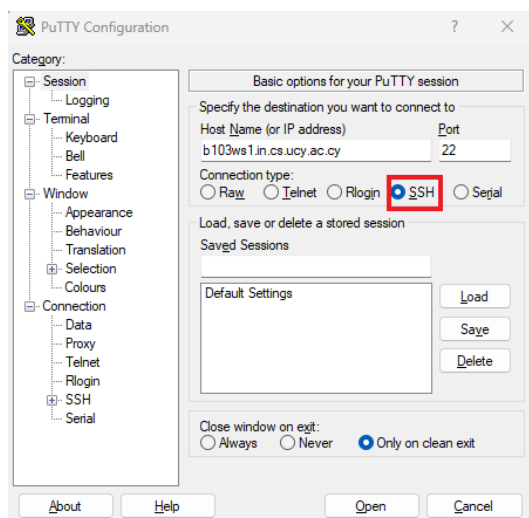 PuTTY Configuration ? ×
Category:
Session
Logging
Terminal
Keyboard
Bell
Features
Window
Appearance
Behaviour
Translation
Selection
Colours
Connection
Data
Proxy
Telnet
Rlogin
SSH
Serial
Basic options for your PuTTY session
Specify the destination you want to connect to
Host Name (or IP address) Port
b103ws1.in.cs.ucy.ac.cy 22
Connection type:
Raw Telnet Rlogin SSH Serial
Load, save or delete a stored session
Saved Sessions
Default Settings
Load
Save
Delete
Close window on exit:
Always Never Only on clean exit
About Help Open Cancel